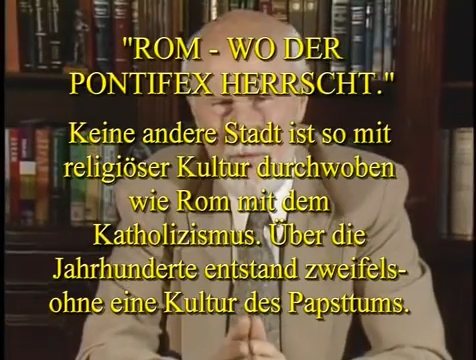 "ROM - WO DER
PONTIFEX HERRSCHT."
Keine andere Stadt ist so mit
religiöser Kultur durchwoben
wie Rom mit dem
Katholizismus. Über die
Jahrhunderte entstand zweifels-
ohne eine Kultur des Papsttums.